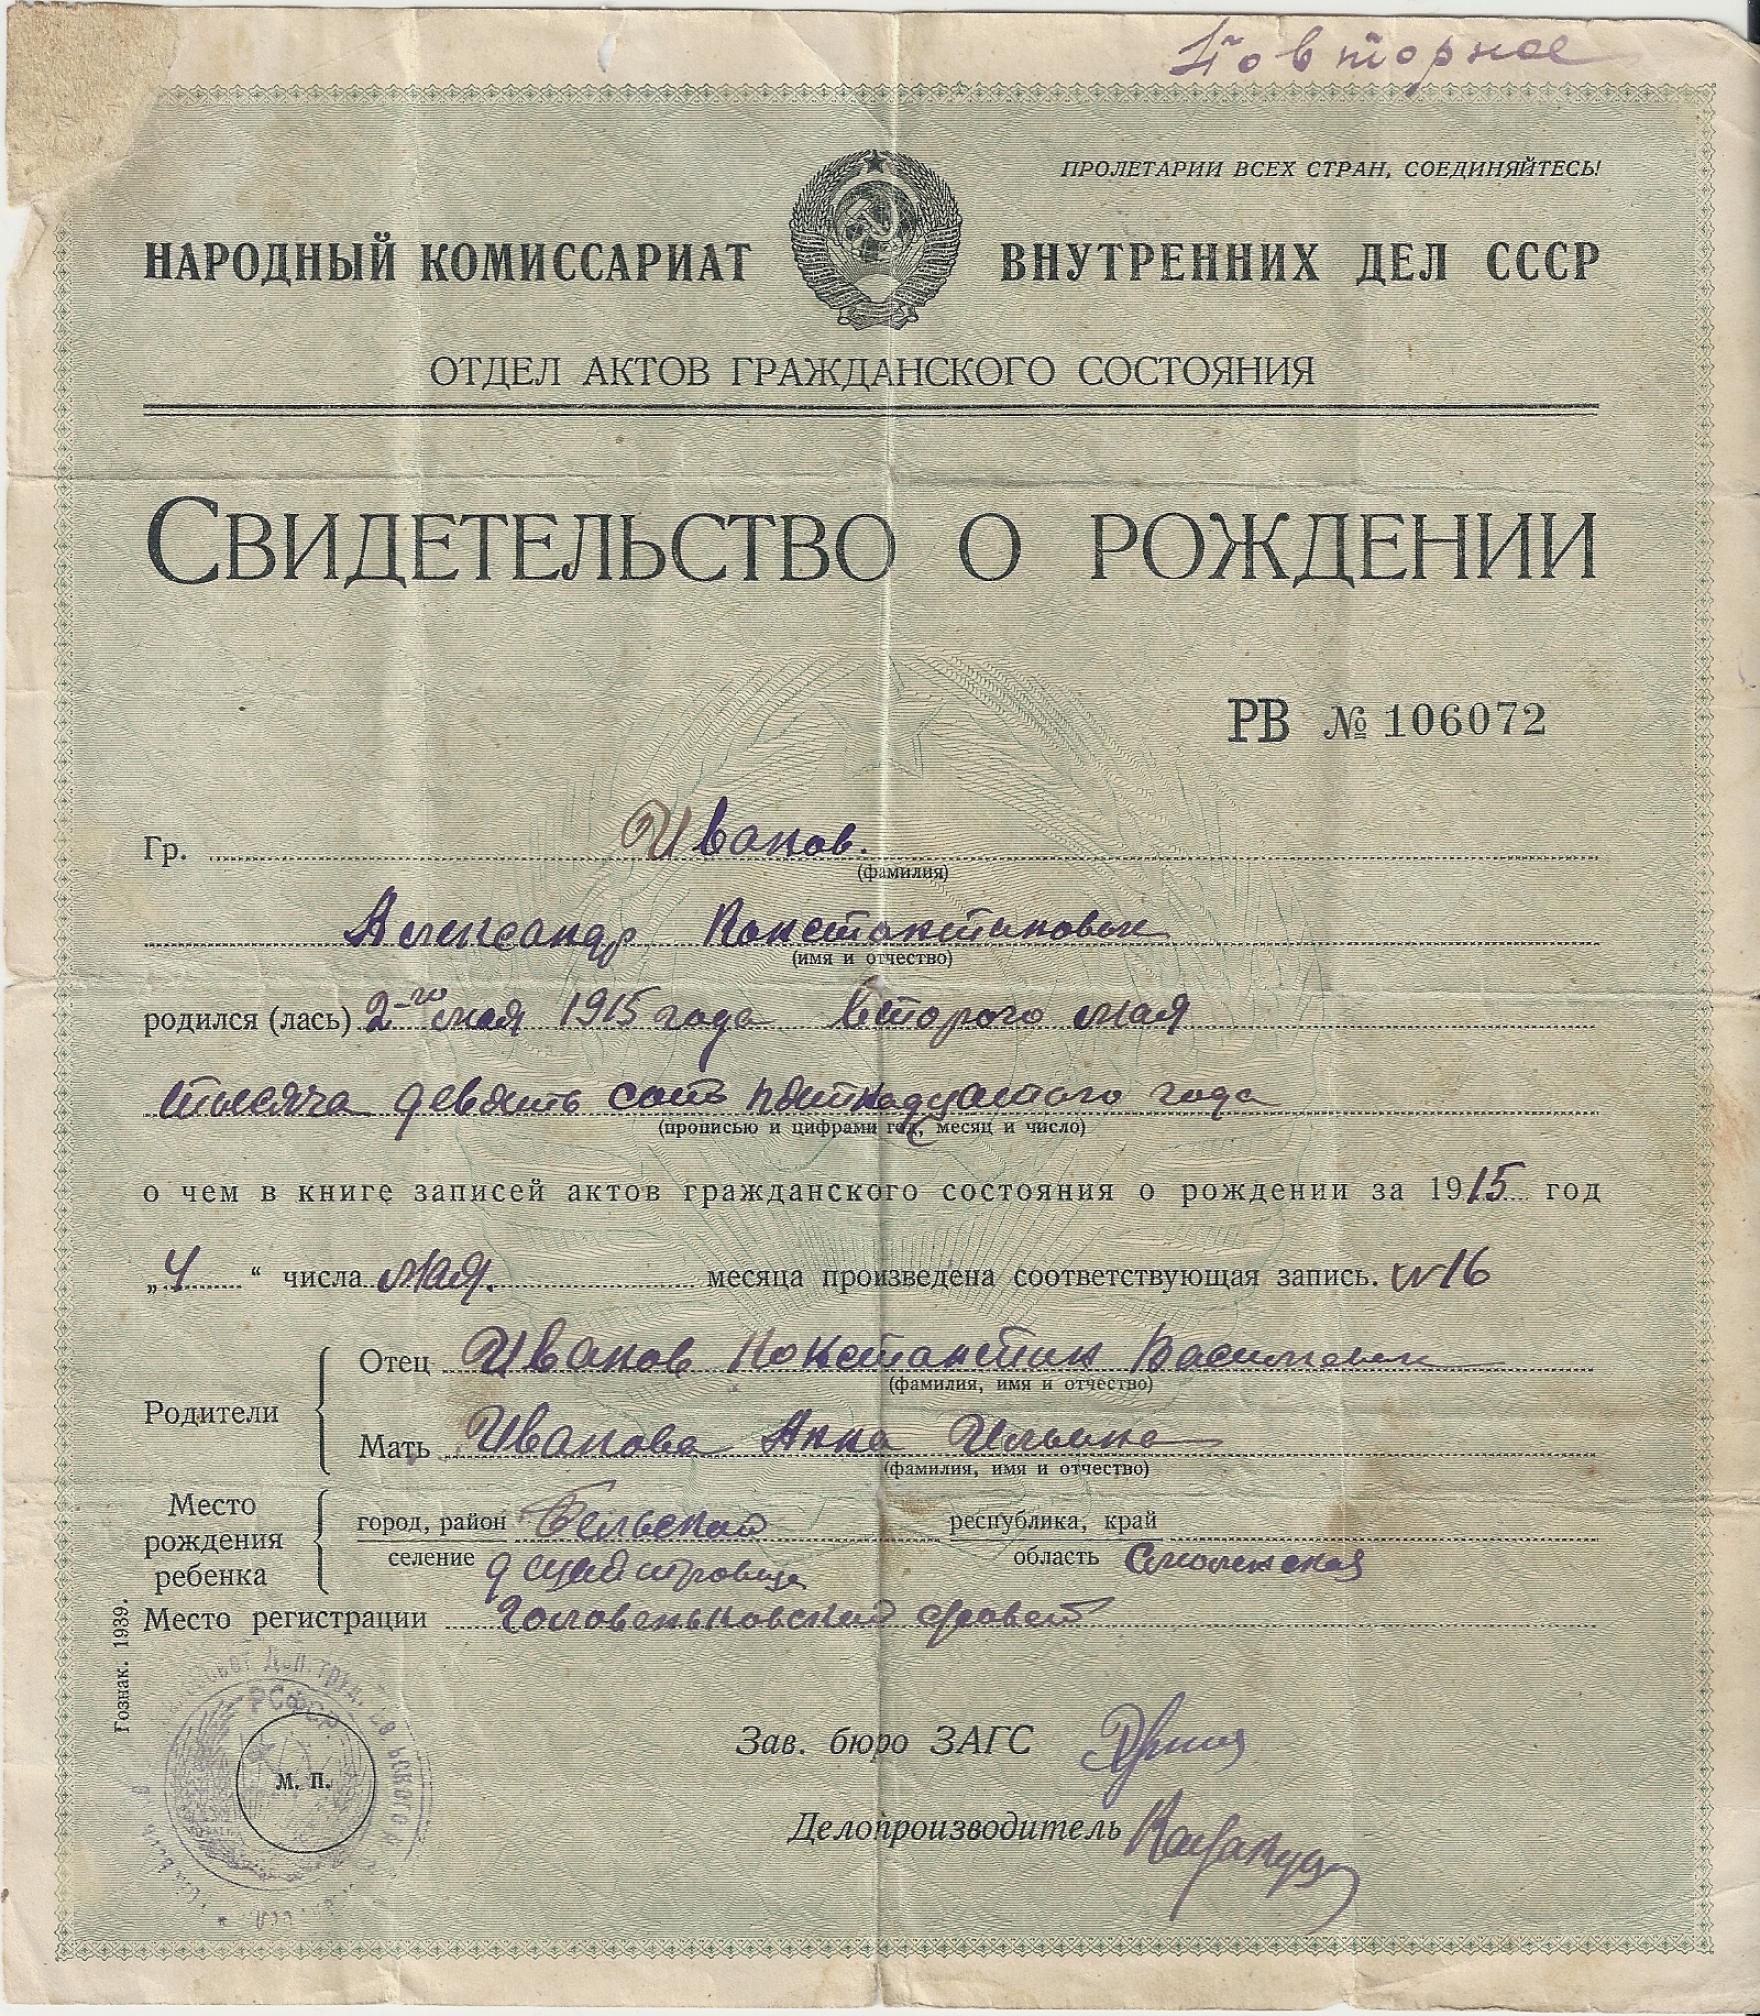 Повторное
ПРОЛЕТАРИИ ВСЕХ СТРАН, СОЕДИНЯЙТЕСЬ!
НАРОДНЫЙ КОМИССАРИАТ ВНУТРЕННИХ ДЕЛ СССР
ОТДЕЛ АКТОВ ГРАЖДАНСКОГО СОСТОЯНИЯ
СВИДЕТЕЛЬСТВО О РОЖДЕНИИ
РВ № 106072
Гр. Иванов.
(фамилия)
Александр Константинович
(имя и отчество)
родился (лась) 2-го мая 1915 года второго мая
тысяча девять сот пятнадцатого года
(прописью и цифрами год, месяц и число)
о чем в книге записей актов гражданского состояния о рождении за 1915 год
„4“ числа мая. месяца произведена соответствующая запись. №16
Родители
Отец Иванов Константин Васильевич
(фамилия, имя и отчество)
Мать Иванова Анна Ильина
(фамилия, имя и отчество)
Место рождения ребенка
город, район Бельский республика, край
селение д область Смоленская
Место регистрации Головеньковский с/совет
Гознак. 1939.
РСФСР
М. П.
Зав. бюро ЗАГС
Делопроизводитель